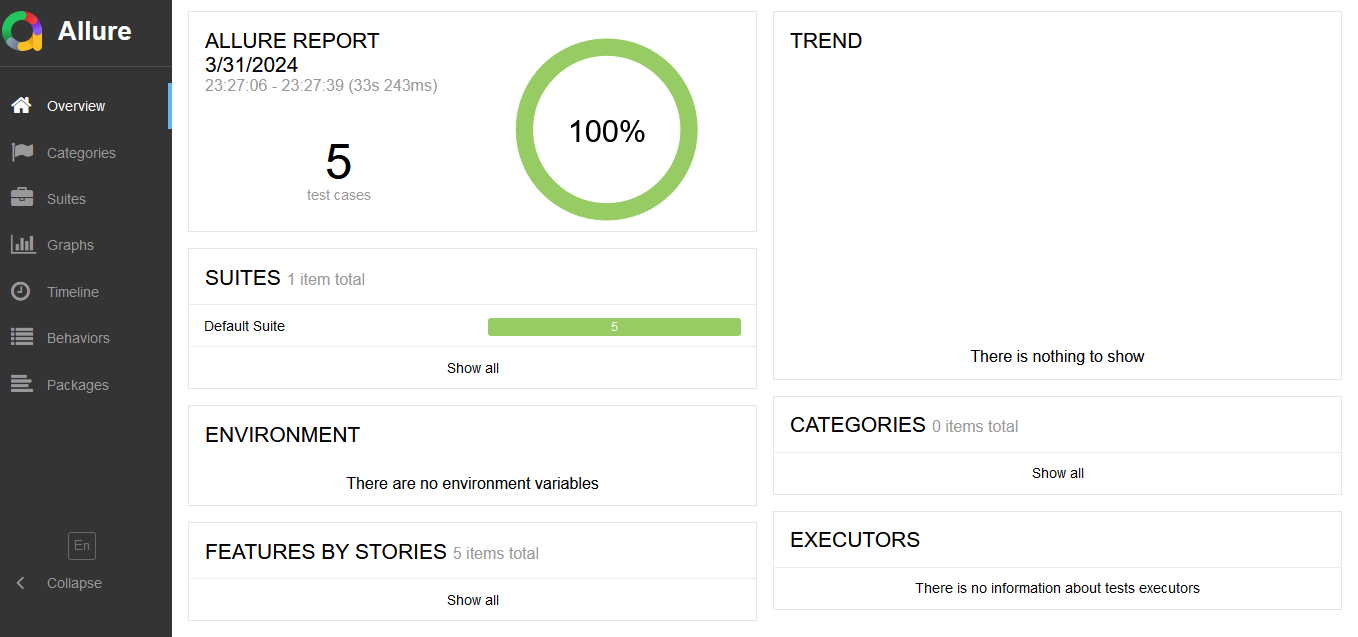 Allure
Overview
Categories
Suites
Graphs
Timeline
Behaviors
Packages
En
Collapse
ALLURE REPORT
3/31/2024
23:27:06 - 23:27:39 (33s 243ms)
5
test cases
100%
SUITES 1 item total
Default Suite 5
Show all
ENVIRONMENT
There are no environment variables
FEATURES BY STORIES 5 items total
Show all
TREND
There is nothing to show
CATEGORIES 0 items total
Show all
EXECUTORS
There is no information about tests executors